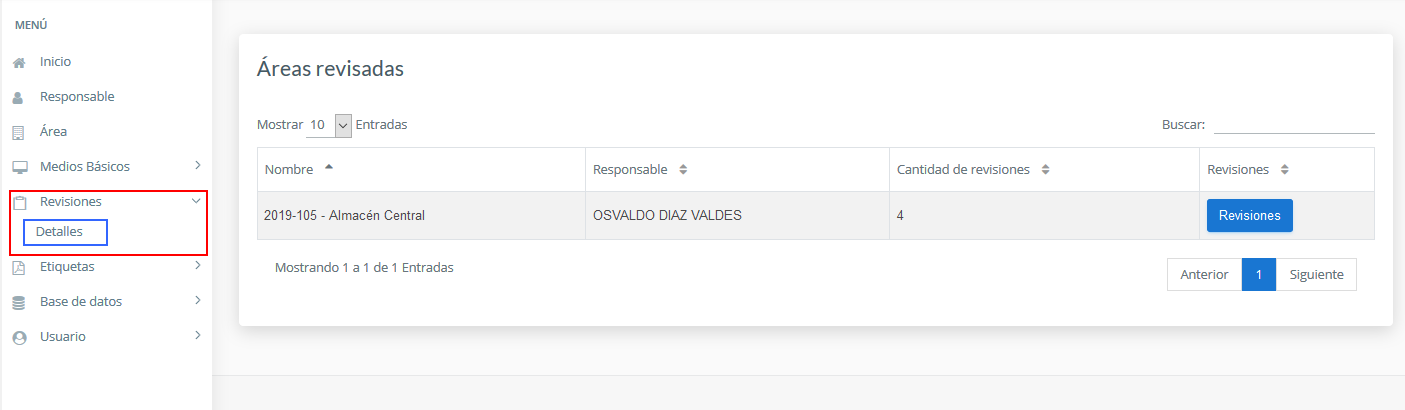 MENÚ
Inicio
Responsable
Área
Medios Básicos
Revisiones
Detalles
Etiquetas
Base de datos
Usuario
Áreas revisadas
Mostrar 10 Entradas
Buscar:
Nombre Responsable Cantidad de revisiones Revisiones
2019-105 - Almacén Central OSVALDO DIAZ VALDES 4 Revisiones
Mostrando 1 a 1 de 1 Entradas
Anterior 1 Siguiente